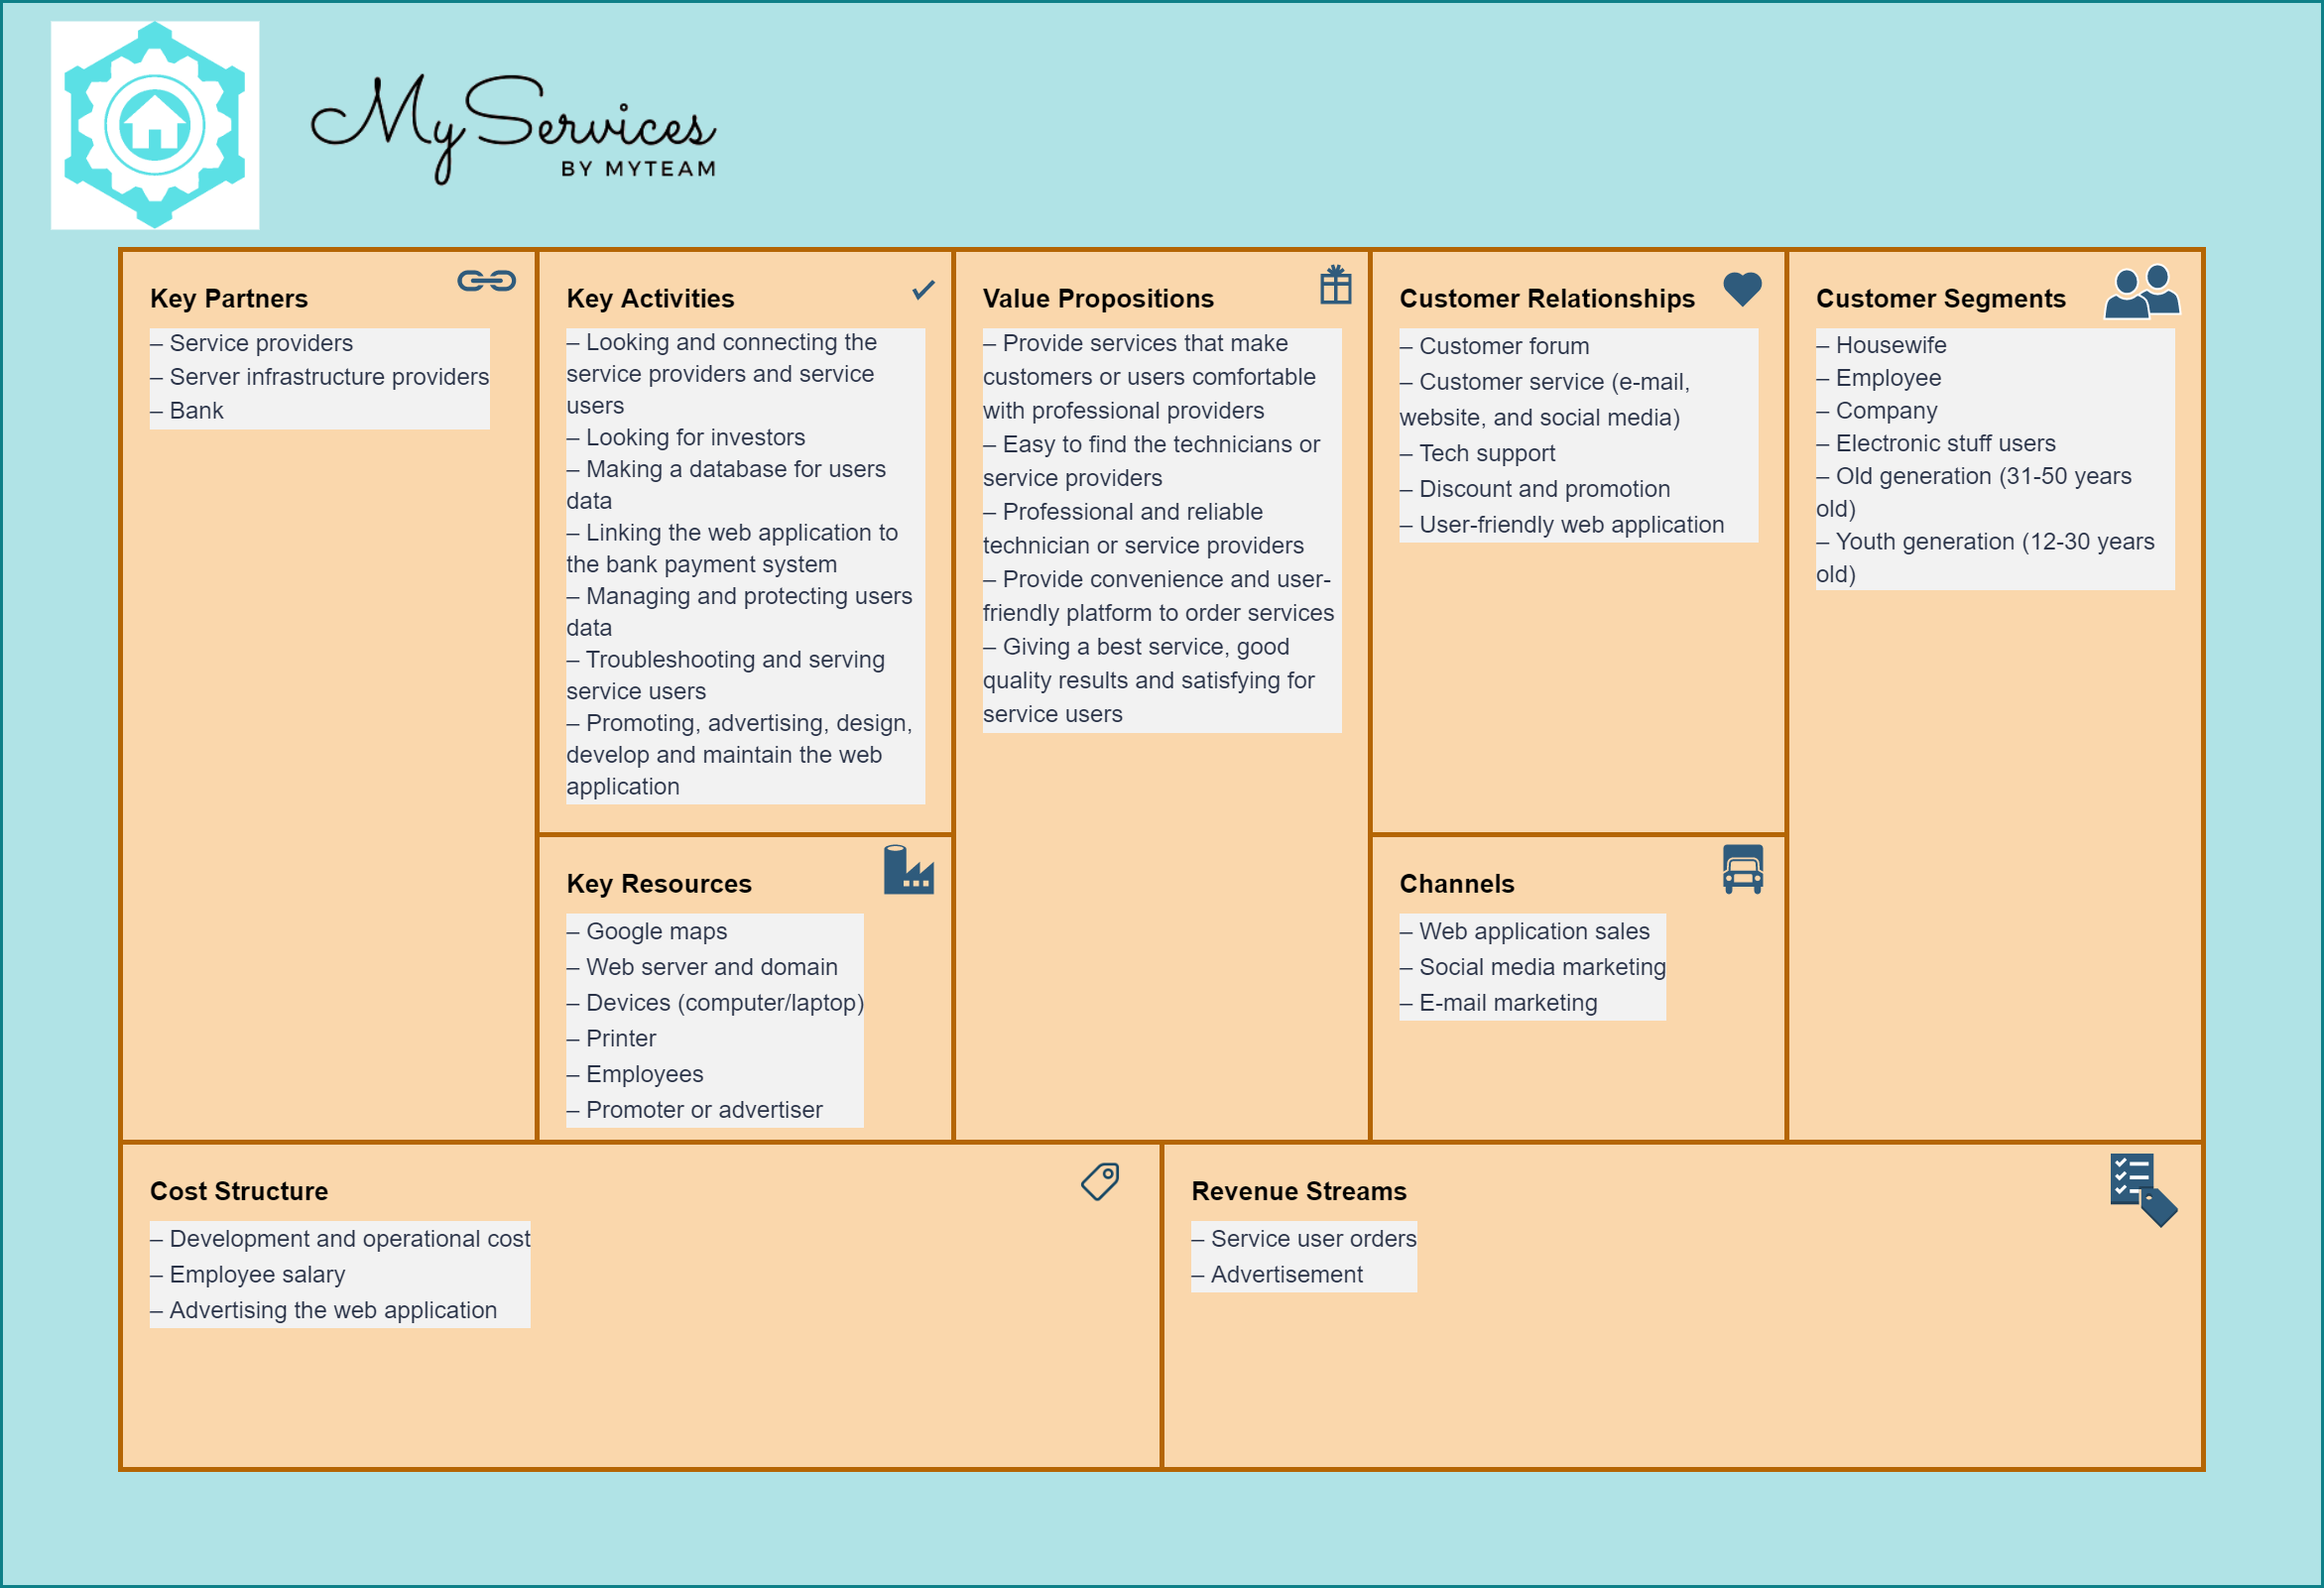 My Services
BY MYTEAM
Key Partners
– Service providers
– Server infrastructure providers
– Bank
Key Activities
– Looking and connecting the
service providers and service
users
– Looking for investors
– Making a database for users
data
– Linking the web application to
the bank payment system
– Managing and protecting users
data
– Troubleshooting and serving
service users
– Promoting, advertising, design,
develop and maintain the web
application
Key Resources
– Google maps
– Web server and domain
– Devices (computer/laptop)
– Printer
– Employees
– Promoter or advertiser
Value Propositions
– Provide services that make
customers or users comfortable
with professional providers
– Easy to find the technicians or
service providers
– Professional and reliable
technician or service providers
– Provide convenience and user-
friendly platform to order services
– Giving a best service, good
quality results and satisfying for
service users
Customer Relationships
– Customer forum
– Customer service (e-mail,
website, and social media)
– Tech support
– Discount and promotion
– User-friendly web application
Channels
– Web application sales
– Social media marketing
– E-mail marketing
Customer Segments
– Housewife
– Employee
– Company
– Electronic stuff users
– Old generation (31-50 years
old)
– Youth generation (12-30 years
old)
Cost Structure
– Development and operational cost
– Employee salary
– Advertising the web application
Revenue Streams
– Service user orders
– Advertisement